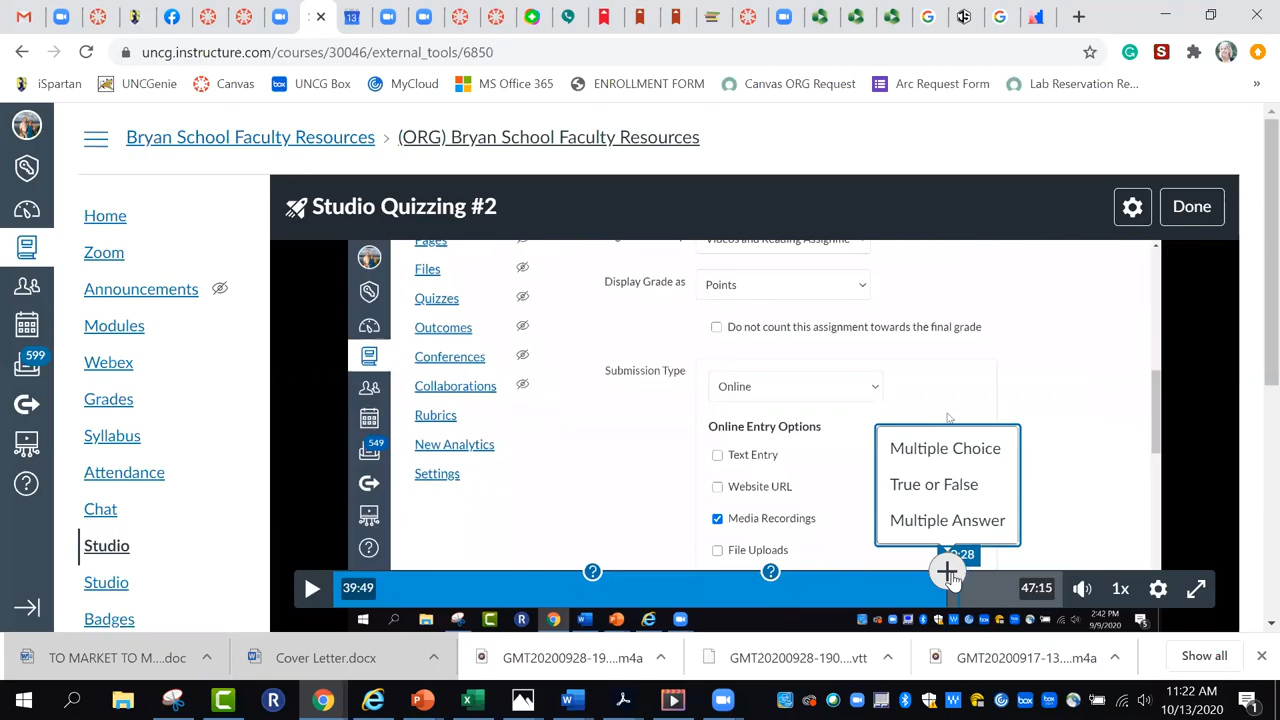 uncg.instructure.com/courses/30046/external_tools/6850
iSpartan UNCGenie Canvas UNCG Box MyCloud MS Office 365 ENROLLMENT FORM Canvas ORG Request Arc Request Form Lab Reservation Re... »
Bryan School Faculty Resources > (ORG) Bryan School Faculty Resources
Home
Zoom
Announcements
Modules
Webex
Grades
Syllabus
Attendance
Chat
Studio
Studio
Badges
599
Studio Quizzing #2
Done
Pages
Files
Quizzes
Outcomes
Conferences
Collaborations
Rubrics
New Analytics
Settings
549
Videos and Reading Assignme
Display Grade as Points
Do not count this assignment towards the final grade
Submission Type Online
Online Entry Options
Text Entry
Website URL
Media Recordings
File Uploads
Multiple Choice
True or False
Multiple Answer
39:49
47:15
1x
2:42 PM
9/9/2020
TO MARKET TO M....doc Cover Letter.docx GMT20200928-19....m4a GMT20200928-190....vtt GMT20200917-13....m4a Show all
11:22 AM
10/13/2020